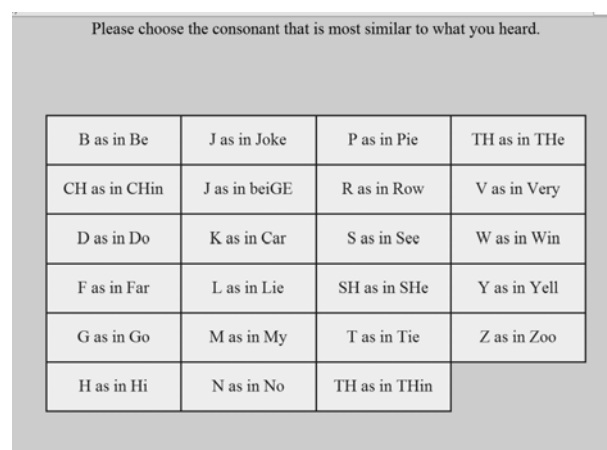 Please choose the consonant that is most similar to what you heard.
B as in Be J as in Joke P as in Pie TH as in THe
CH as in CHin J as in beiGE R as in Row V as in Very
D as in Do K as in Car S as in See W as in Win
F as in Far L as in Lie SH as in SHe Y as in Yell
G as in Go M as in My T as in Tie Z as in Zoo
H as in Hi N as in No TH as in THin